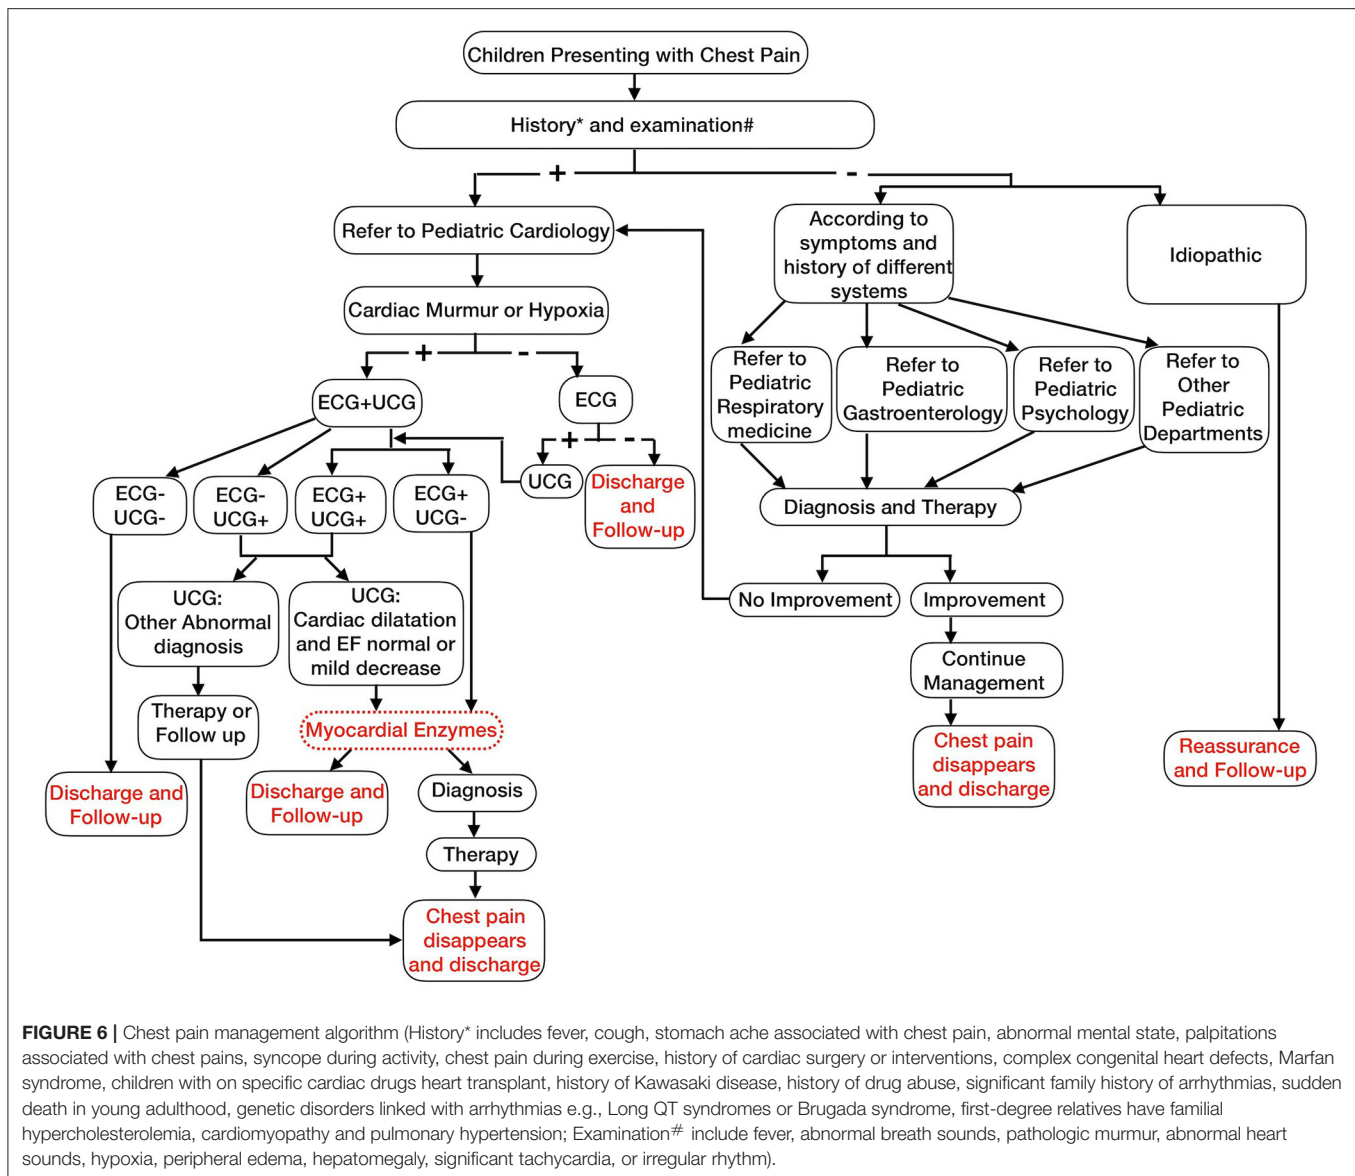 Children Presenting with Chest Pain
History* and examination#
+
-
Refer to Pediatric Cardiology
According to
symptoms and
history of different
systems
Idiopathic
Cardiac Murmur or Hypoxia
+
-
Refer to
Pediatric
Respiratory
medicine
Refer to
Pediatric
Gastroenterology
Refer to
Pediatric
Psychology
Refer to
Other
Pediatric
Departments
ECG+UCG
ECG
+
-
ECG-
UCG-
ECG-
UCG+
ECG+
UCG+
ECG+
UCG-
UCG
Discharge
and
Follow-up
Diagnosis and Therapy
UCG:
Other Abnormal
diagnosis
UCG:
Cardiac dilatation
and EF normal or
mild decrease
No Improvement
Improvement
Continue
Management
Therapy or
Follow up
Myocardial Enzymes
Chest pain
disappears
and discharge
Reassurance
and Follow-up
Discharge and
Follow-up
Discharge and
Follow-up
Diagnosis
Therapy
Chest pain
disappears
and discharge
FIGURE 6 | Chest pain management algorithm (History* includes fever, cough, stomach ache associated with chest pain, abnormal mental state, palpitations
associated with chest pains, syncope during activity, chest pain during exercise, history of cardiac surgery or interventions, complex congenital heart defects, Marfan
syndrome, children with on specific cardiac drugs heart transplant, history of Kawasaki disease, history of drug abuse, significant family history of arrhythmias, sudden
death in young adulthood, genetic disorders linked with arrhythmias e.g., Long QT syndromes or Brugada syndrome, first-degree relatives have familial
hypercholesterolemia, cardiomyopathy and pulmonary hypertension; Examination# include fever, abnormal breath sounds, pathologic murmur, abnormal heart
sounds, hypoxia, peripheral edema, hepatomegaly, significant tachycardia, or irregular rhythm).